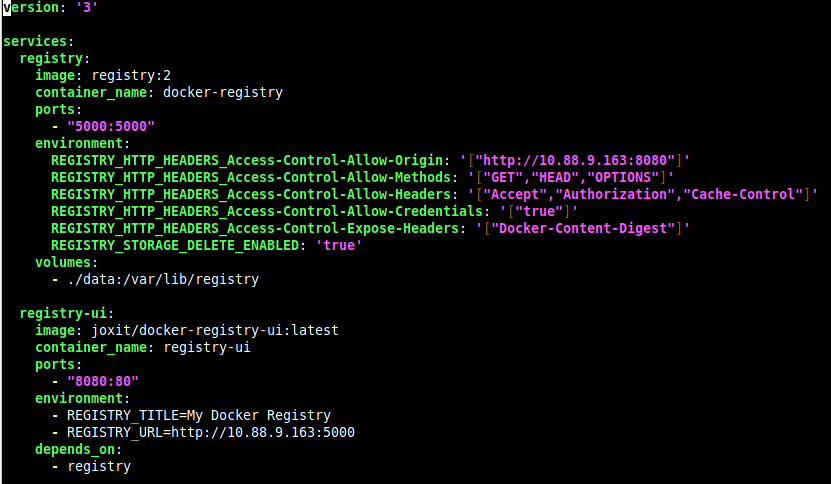 version: '3'

services:
  registry:
    image: registry:2
    container_name: docker-registry
    ports:
      - "5000:5000"
    environment:
      REGISTRY_HTTP_HEADERS_Access-Control-Allow-Origin: '["http://10.88.9.163:8080"]'
      REGISTRY_HTTP_HEADERS_Access-Control-Allow-Methods: '["GET","HEAD","OPTIONS"]'
      REGISTRY_HTTP_HEADERS_Access-Control-Allow-Headers: '["Accept","Authorization","Cache-Control"]'
      REGISTRY_HTTP_HEADERS_Access-Control-Allow-Credentials: '["true"]'
      REGISTRY_HTTP_HEADERS_Access-Control-Expose-Headers: '["Docker-Content-Digest"]'
      REGISTRY_STORAGE_DELETE_ENABLED: 'true'
    volumes:
      - ./data:/var/lib/registry

  registry-ui:
    image: joxit/docker-registry-ui:latest
    container_name: registry-ui
    ports:
      - "8080:80"
    environment:
      - REGISTRY_TITLE=My Docker Registry
      - REGISTRY_URL=http://10.88.9.163:5000
    depends_on:
      - registry